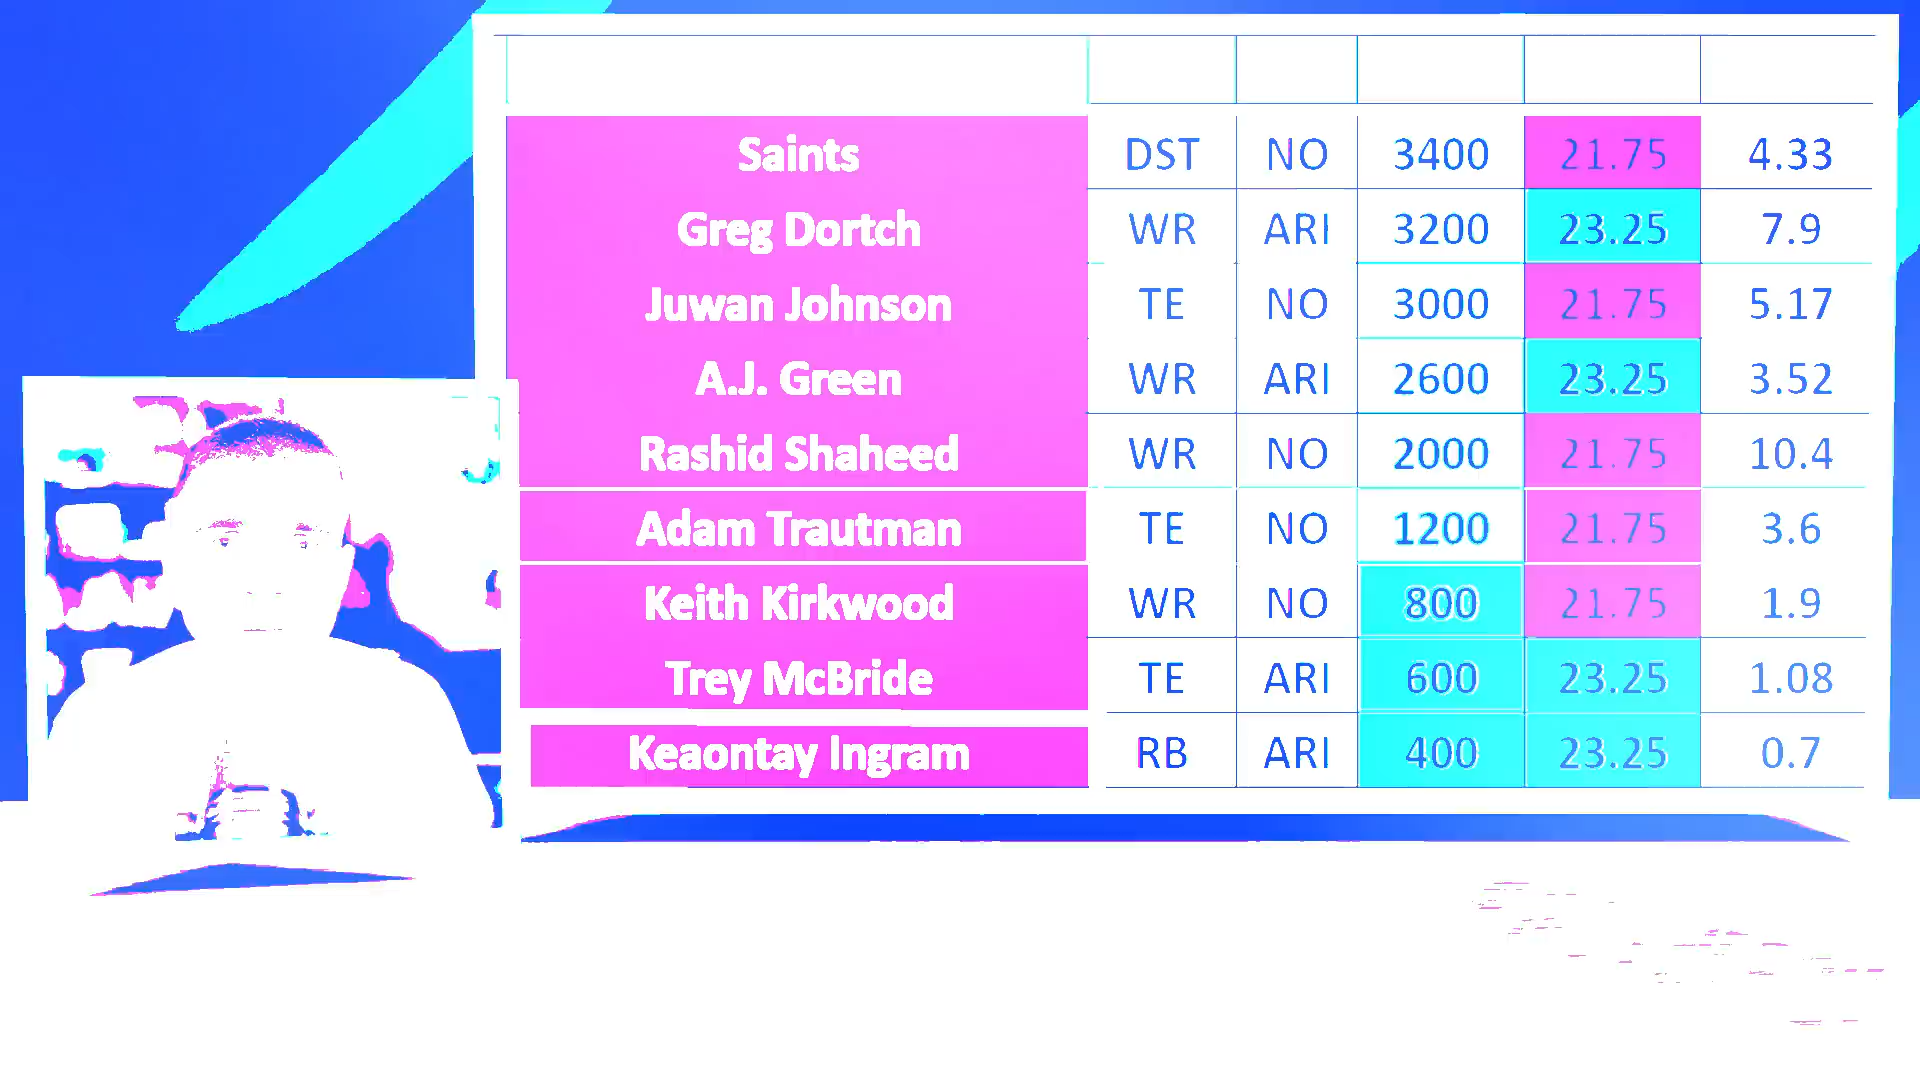 Saints DST NO 3400 21.75 4.33
Greg Dortch WR ARI 3200 23.25 7.9
Juwan Johnson TE NO 3000 21.75 5.17
A.J. Green WR ARI 2600 23.25 3.52
Rashid Shaheed WR NO 2000 21.75 10.4
Adam Trautman TE NO 1200 21.75 3.6
Keith Kirkwood WR NO 800 21.75 1.9
Trey McBride TE ARI 600 23.25 1.08
Keaontay Ingram RB ARI 400 23.25 0.7